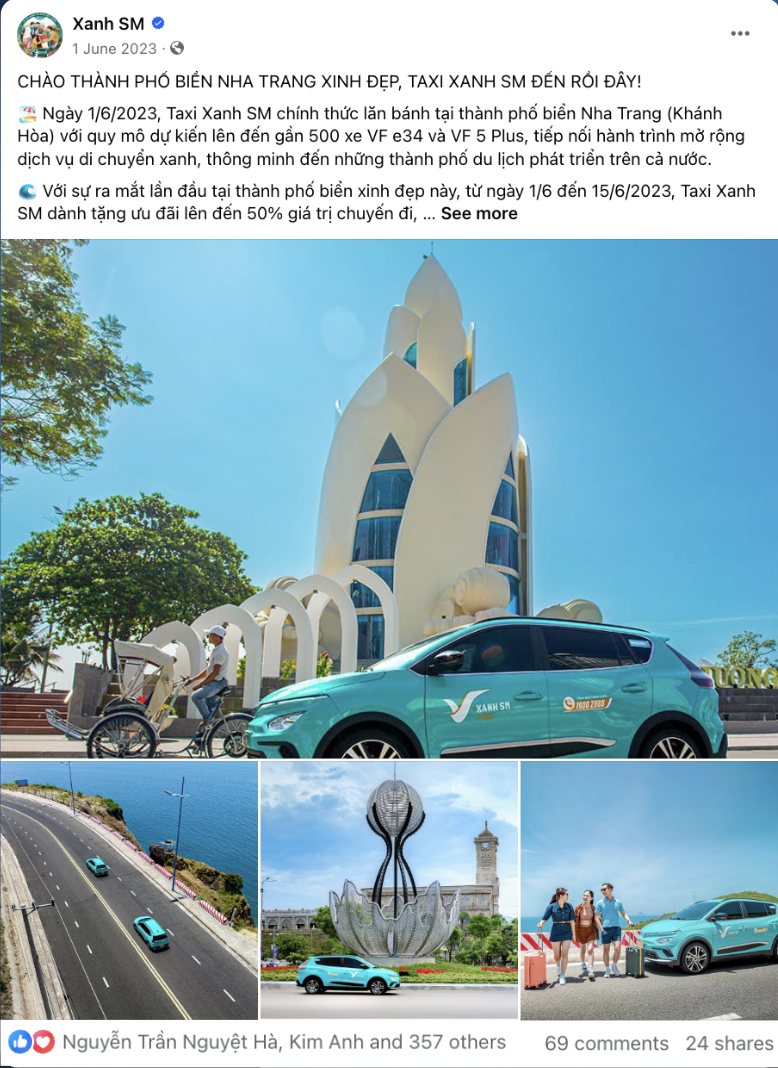 Xanh SM
1 June 2023 ·
CHÀO THÀNH PHỐ BIỂN NHA TRANG XINH ĐẸP, TAXI XANH SM ĐẾN RỒI ĐÂY!
🏖️ Ngày 1/6/2023, Taxi Xanh SM chính thức lăn bánh tại thành phố biển Nha Trang (Khánh
Hòa) với quy mô dự kiến lên đến gần 500 xe VF e34 và VF 5 Plus, tiếp nối hành trình mở rộng
dịch vụ di chuyển xanh, thông minh đến những thành phố du lịch phát triển trên cả nước.
🌊 Với sự ra mắt lần đầu tại thành phố biển xinh đẹp này, từ ngày 1/6 đến 15/6/2023, Taxi Xanh
SM dành tặng ưu đãi lên đến 50% giá trị chuyến đi, ... See more
XANH SM
1900 2088
Nguyễn Trần Nguyệt Hà, Kim Anh and 357 others
69 comments
24 shares